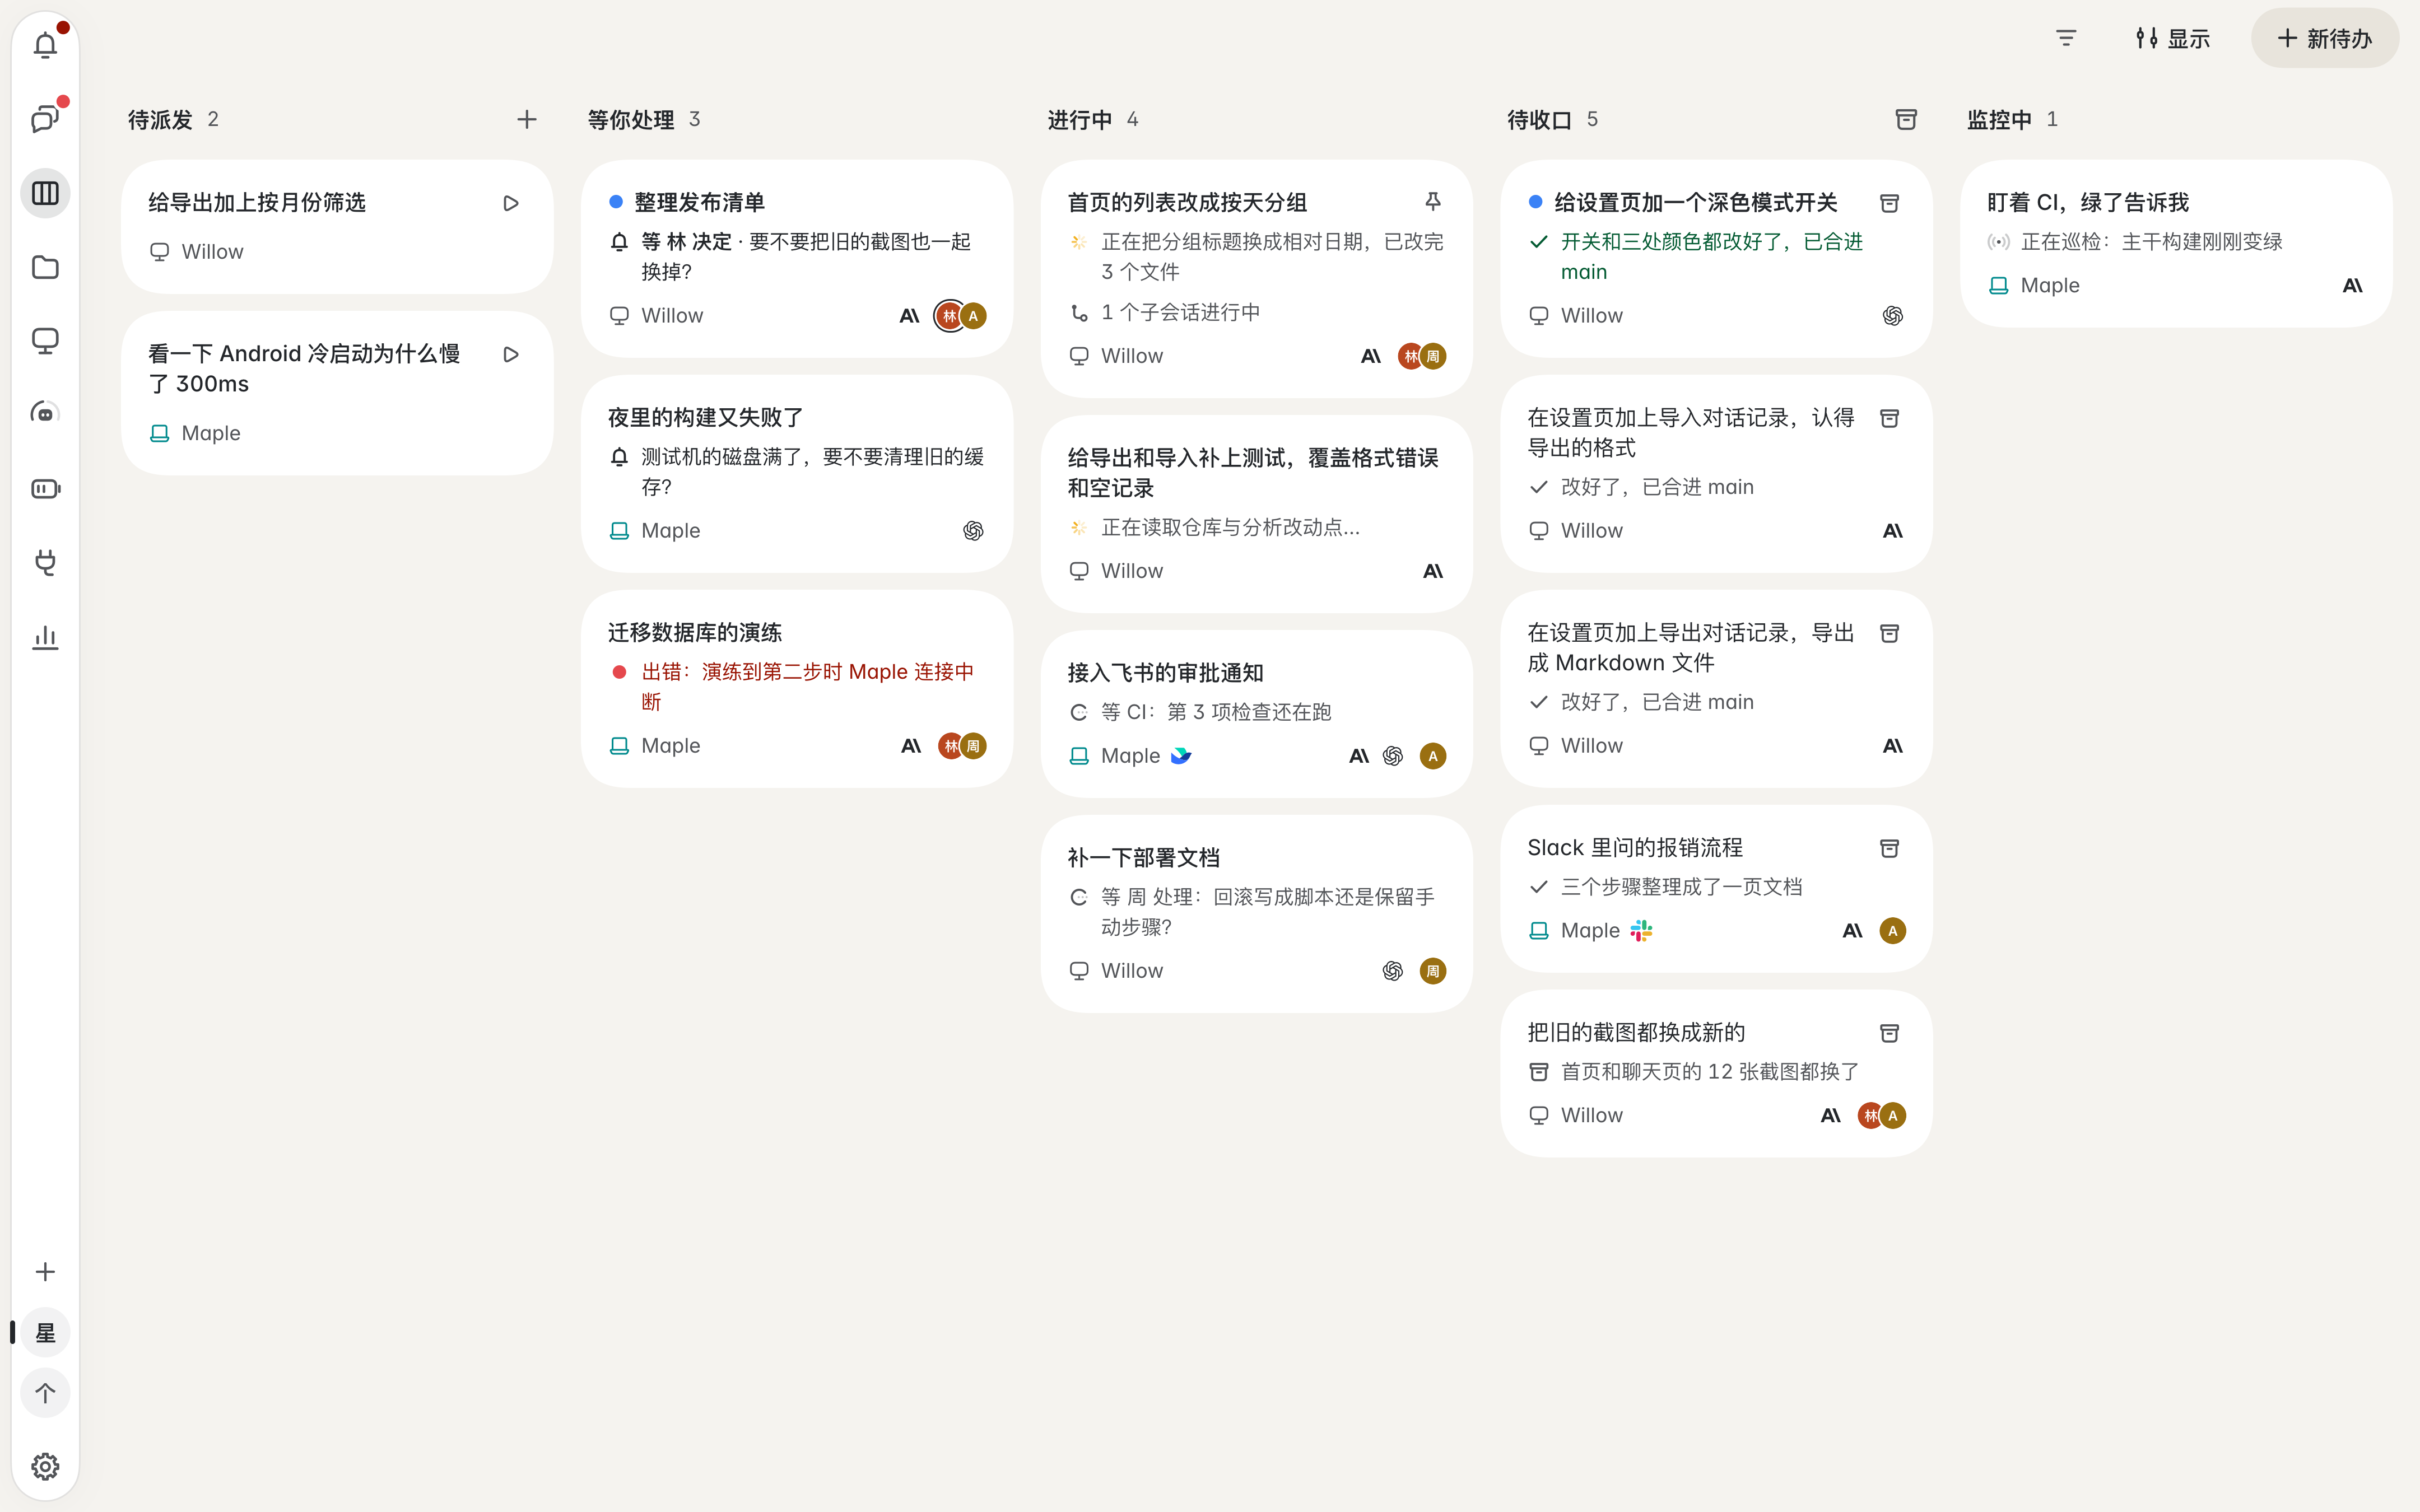 显示
新待办
待派发 2
给导出加上按月份筛选
Willow
看一下 Android 冷启动为什么慢
了 300ms
Maple
等你处理 3
整理发布清单
等 林 决定 · 要不要把旧的截图也一起
换掉？
Willow
林 A
夜里的构建又失败了
测试机的磁盘满了，要不要清理旧的缓
存？
Maple
迁移数据库的演练
出错：演练到第二步时 Maple 连接中
断
Maple
林 周
进行中 4
首页的列表改成按天分组
正在把分组标题换成相对日期，已改完
3 个文件
1 个子会话进行中
Willow
林 周
给导出和导入补上测试，覆盖格式错误
和空记录
正在读取仓库与分析改动点...
Willow
接入飞书的审批通知
等 CI：第 3 项检查还在跑
Maple
A
补一下部署文档
等 周 处理：回滚写成脚本还是保留手
动步骤？
Willow
周
待收口 5
给设置页加一个深色模式开关
开关和三处颜色都改好了，已合进
main
Willow
在设置页加上导入对话记录，认得
导出的格式
改好了，已合进 main
Willow
在设置页加上导出对话记录，导出
成 Markdown 文件
改好了，已合进 main
Willow
Slack 里问的报销流程
三个步骤整理成了一页文档
Maple
A
把旧的截图都换成新的
首页和聊天页的 12 张截图都换了
Willow
林 A
监控中 1
盯着 CI，绿了告诉我
正在巡检：主干构建刚刚变绿
Maple
星
个